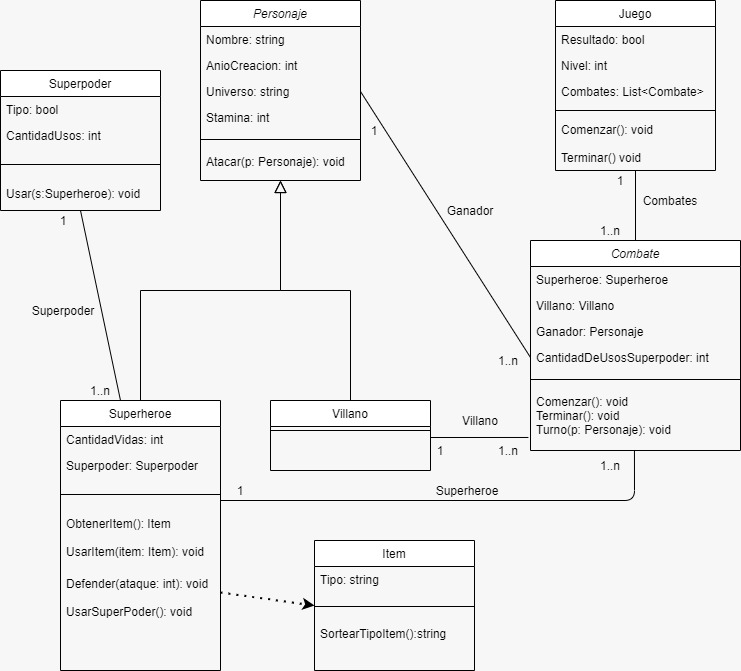 Personaje
Nombre: string
AnioCreacion: int
Universo: string
Stamina: int
Atacar(p: Personaje): void
Juego
Resultado: bool
Nivel: int
Combates: List<Combate>
Comenzar(): void
Terminar() void
Superpoder
Tipo: bool
CantidadUsos: int
Usar(s:Superheroe): void
1
Superpoder
1..n
1
Ganador
1..n
1
Combates
1..n
Combate
Superheroe: Superheroe
Villano: Villano
Ganador: Personaje
CantidadDeUsosSuperpoder: int
Comenzar(): void
Terminar(): void
Turno(p: Personaje): void
Superheroe
CantidadVidas: int
Superpoder: Superpoder
ObtenerItem(): Item
UsarItem(item: Item): void
Defender(ataque: int): void
UsarSuperPoder(): void
Villano
Villano
1
1..n
1
Superheroe
1..n
Item
Tipo: string
SortearTipoItem():string